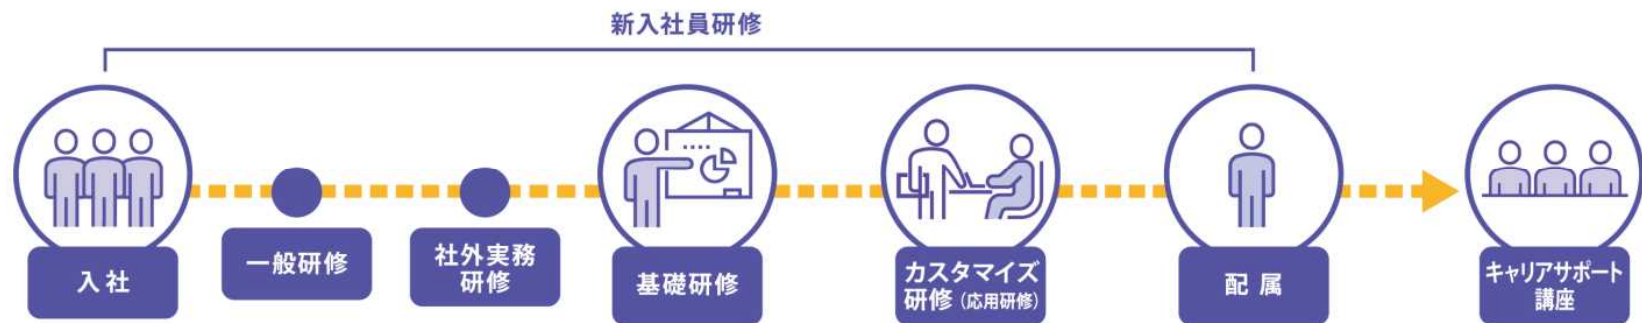 新入社員研修
入社
一般研修
社外実務
研修
基礎研修
カスタマイズ
研修（応用研修）
配属
キャリアサポート
講座